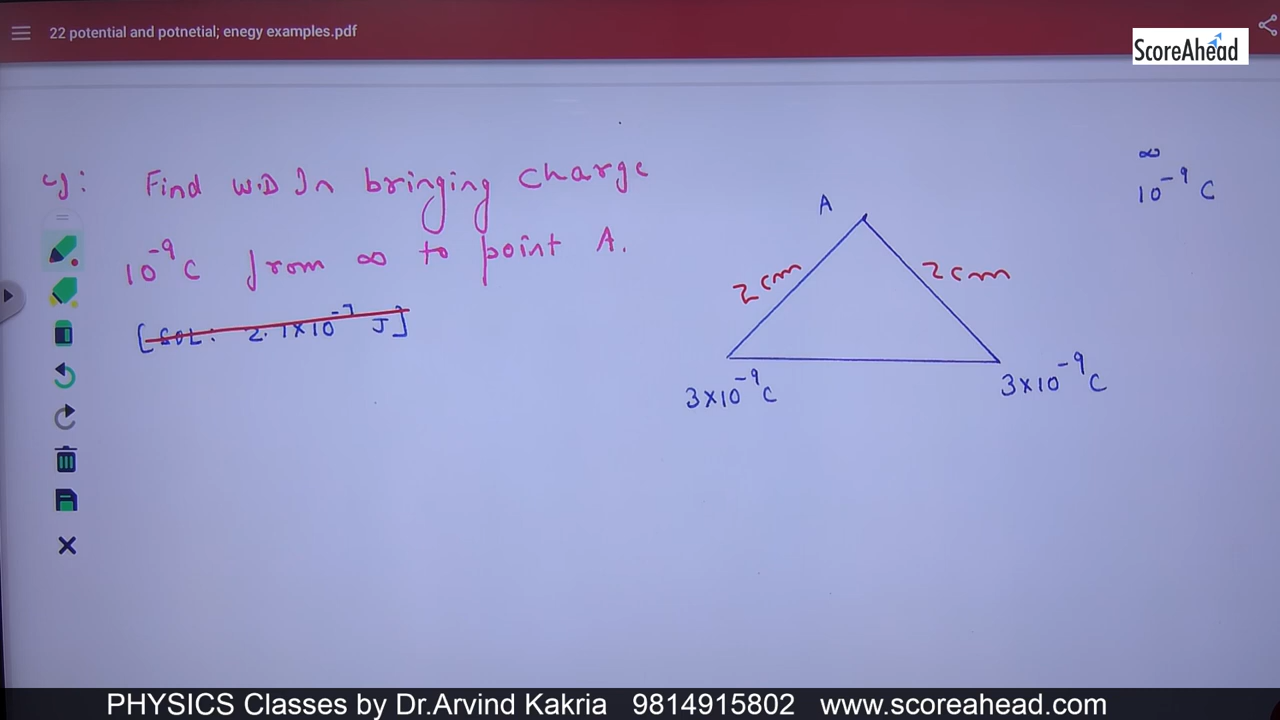 22 potential and potnetial; enegy examples.pdf
ScoreAhead
eg: Find W.D In bringing charge
10⁻⁹ C from ∞ to point A.
[SOL: 2.1×10⁻⁷ J]
∞
10⁻⁹ C
A
2cm
2cm
3×10⁻⁹ C
3×10⁻⁹ C
PHYSICS Classes by Dr.Arvind Kakria 9814915802 www.scoreahead.com